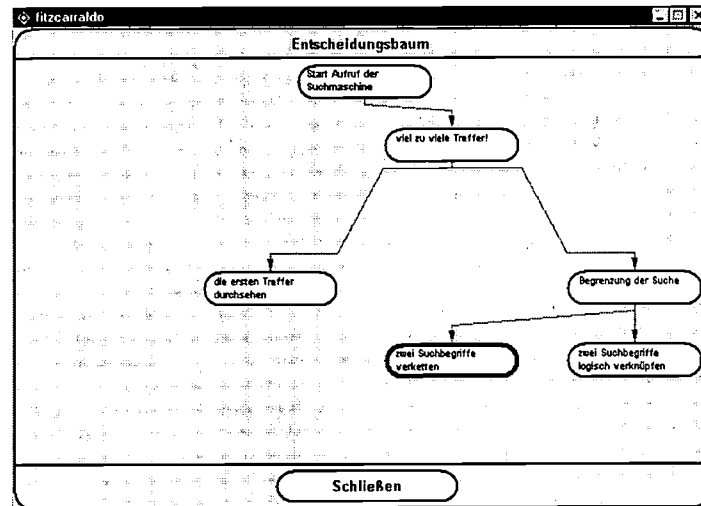 fitzcarraldo
Entscheidungsbaum
Start Aufruf der
Suchmaschine
viel zu viele Treffer!
die ersten Treffer
durchsehen
Begrenzung der Suche
zwei Suchbegriffe
verketten
zwei Suchbegriffe
logisch verknüpfen
Schließen